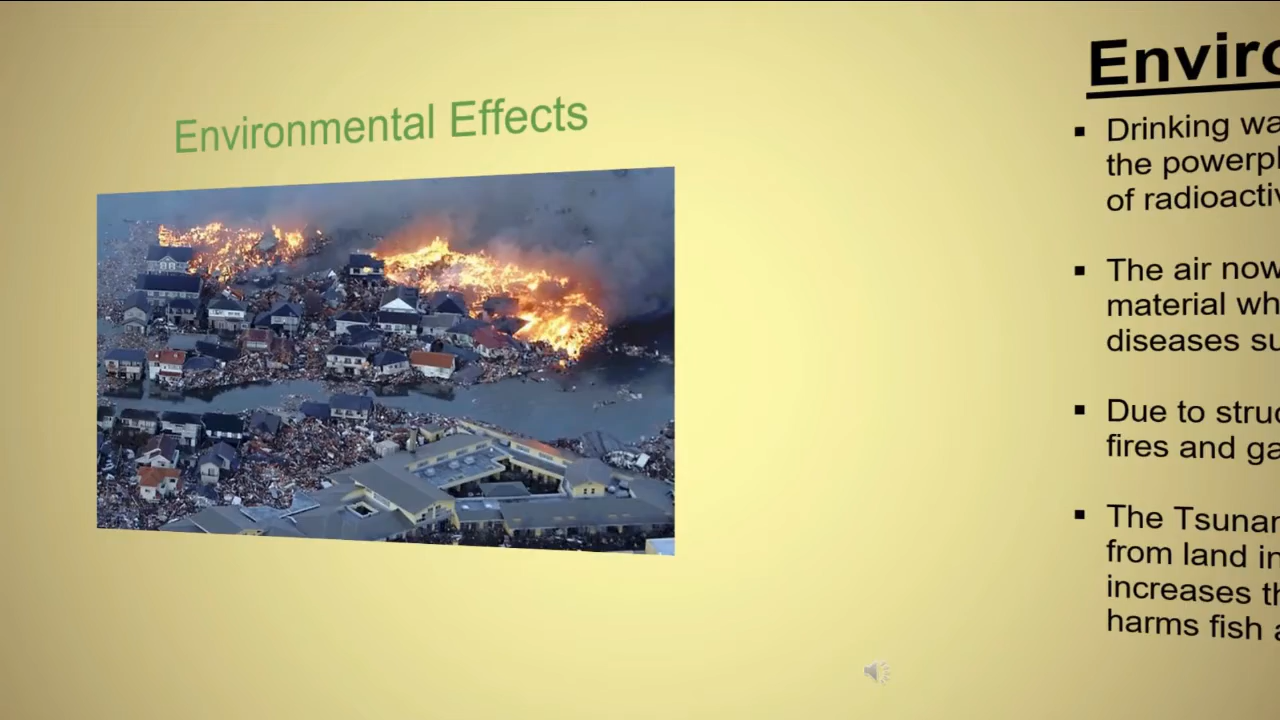 Environmental Effects
Enviro
Drinking wa
the powerpl
of radioactiv
The air now
material wh
diseases su
Due to struc
fires and ga
The Tsunam
from land in
increases th
harms fish a